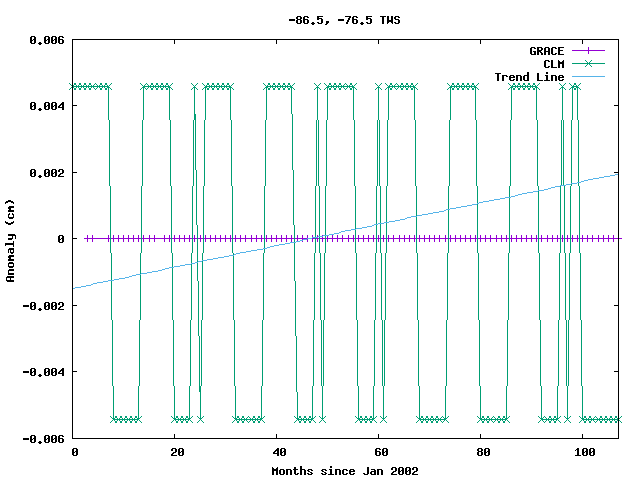 -86.5, -76.5 TWS
GRACE
CLM
Trend Line
0.006
0.004
0.002
0
-0.002
-0.004
-0.006
Anomaly (cm)
0 20 40 60 80 100
Months since Jan 2002